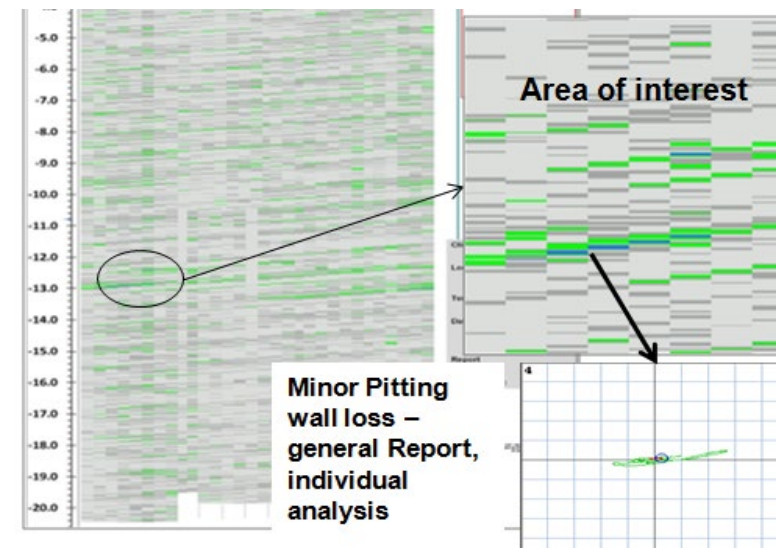 -5.0
-6.0
-7.0
-8.0
-9.0
-10.0
-11.0
-12.0
-13.0
-14.0
-15.0
-16.0
-17.0
-18.0
-19.0
-20.0
Area of interest
Report
4
Minor Pitting
wall loss –
general Report,
individual
analysis